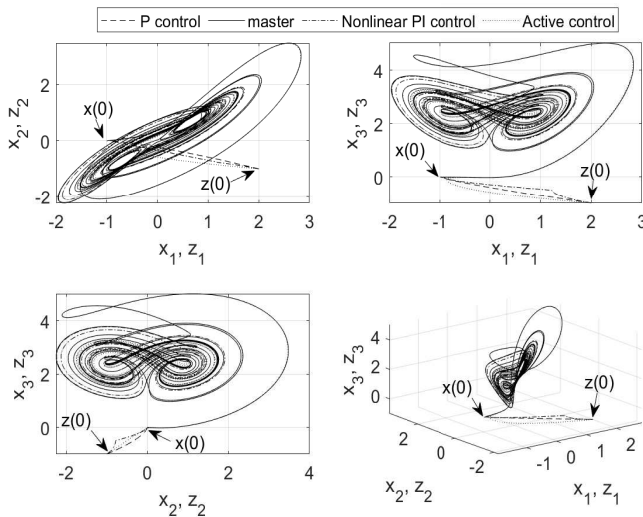 P control master Nonlinear PI control Active control
x₂, z₂
2
0
-2
x(0)
z(0)
-2 -1 0 1 2 3
x₁, z₁
x₃, z₃
4
2
0
x(0)
z(0)
-2 -1 0 1 2 3
x₁, z₁
x₃, z₃
4
2
0
z(0)
x(0)
-2 0 2 4
x₂, z₂
x₃, z₃
4
2
0
x(0)
z(0)
2
0
-2
x₂, z₂
-1 0 1 2
x₁, z₁